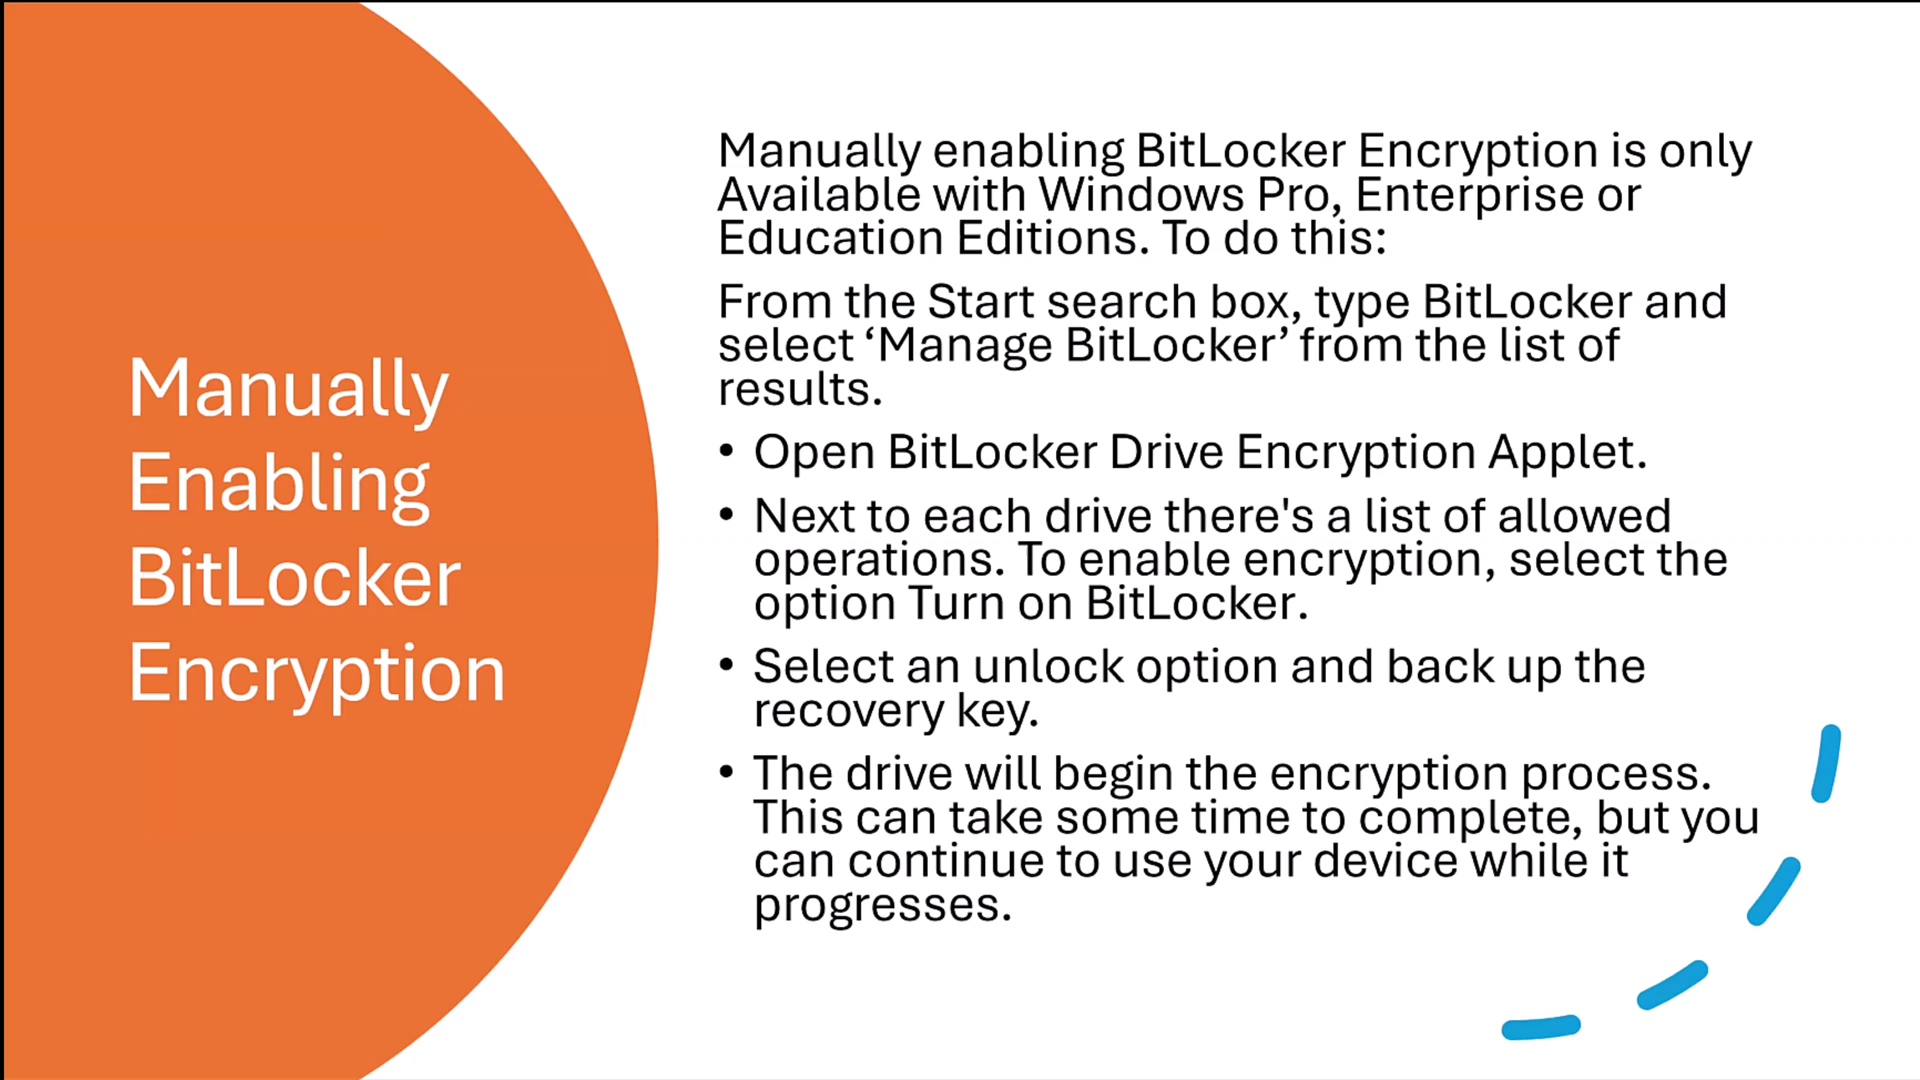 Manually
Enabling
BitLocker
Encryption
Manually enabling BitLocker Encryption is only
Available with Windows Pro, Enterprise or
Education Editions. To do this:
From the Start search box, type BitLocker and
select ‘Manage BitLocker’ from the list of
results.
• Open BitLocker Drive Encryption Applet.
• Next to each drive there's a list of allowed
operations. To enable encryption, select the
option Turn on BitLocker.
• Select an unlock option and back up the
recovery key.
• The drive will begin the encryption process.
This can take some time to complete, but you
can continue to use your device while it
progresses.